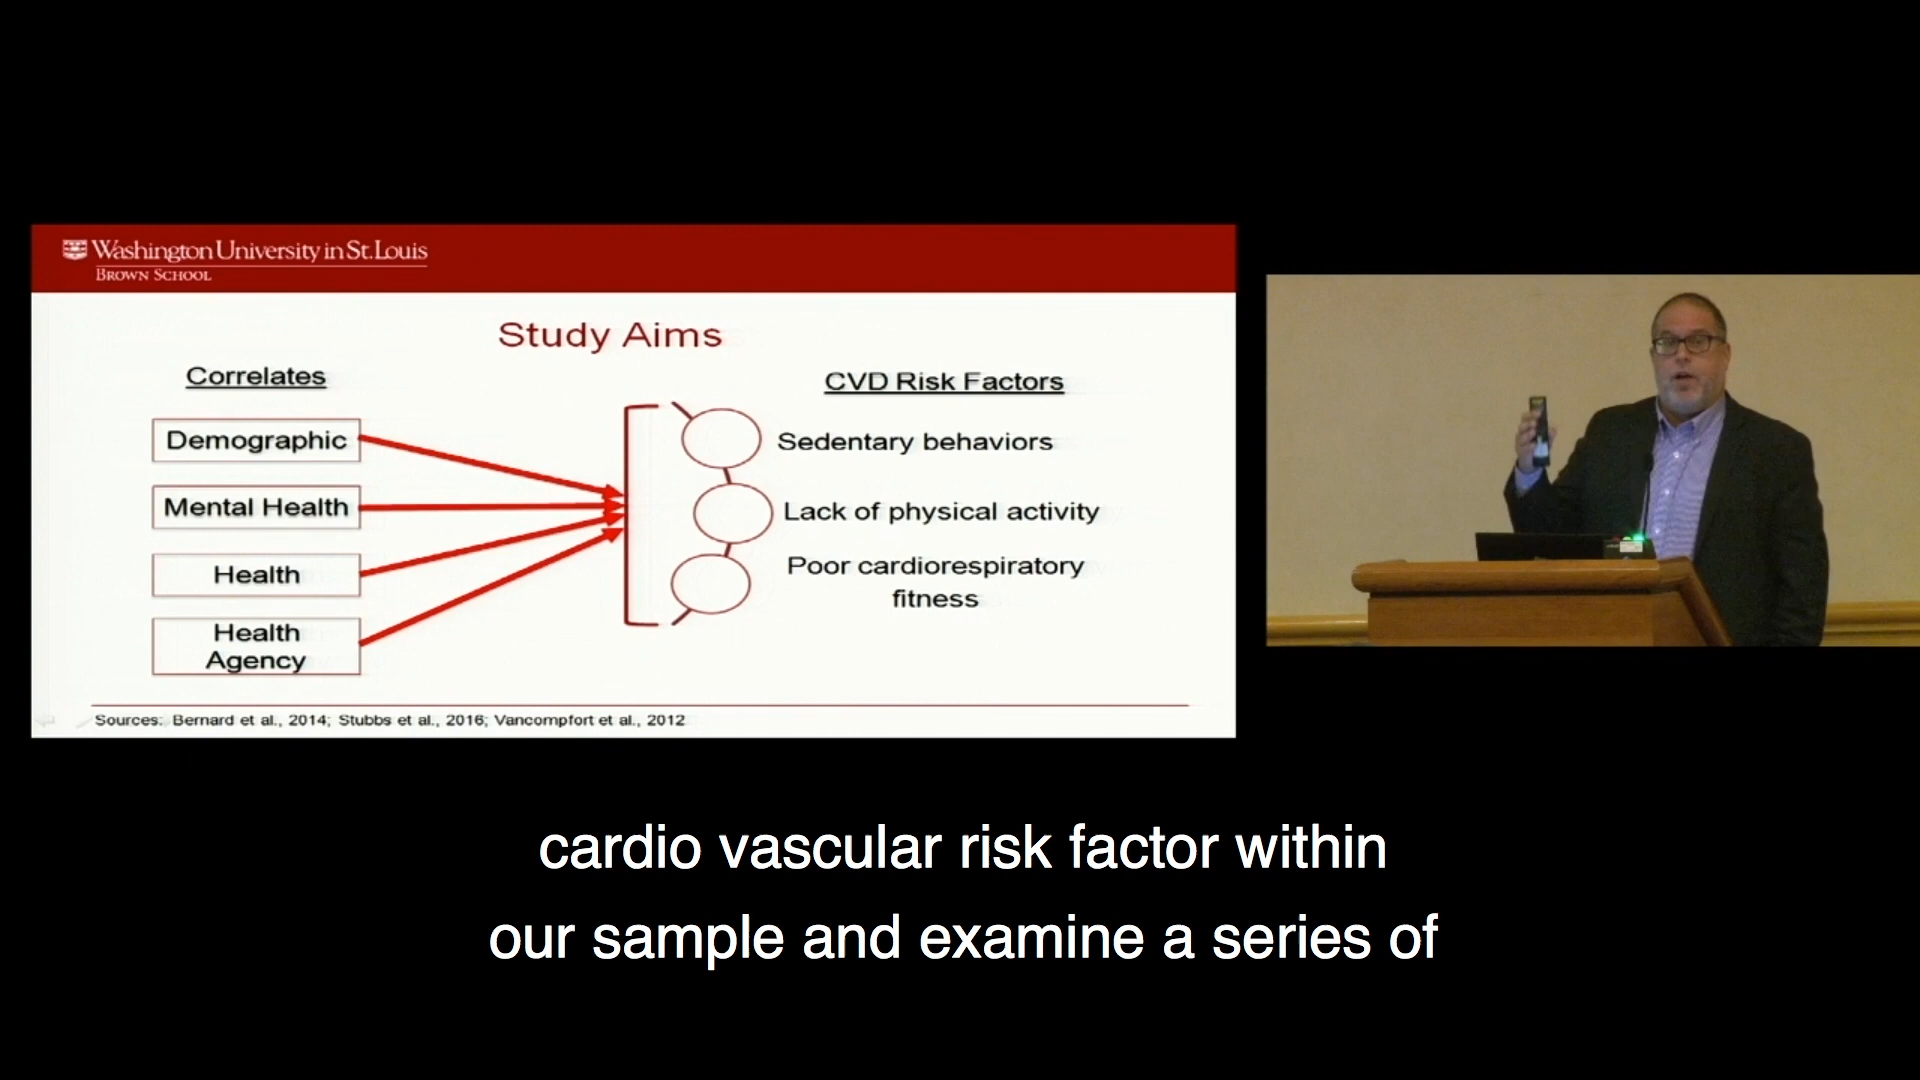 Washington University in St. Louis
BROWN SCHOOL
Study Aims
Correlates
Demographic
Mental Health
Health
Health
Agency
CVD Risk Factors
Sedentary behaviors
Lack of physical activity
Poor cardiorespiratory
fitness
Sources: Bernard et al., 2014; Stubbs et al., 2016; Vancompfort et al., 2012
cardio vascular risk factor within
our sample and examine a series of